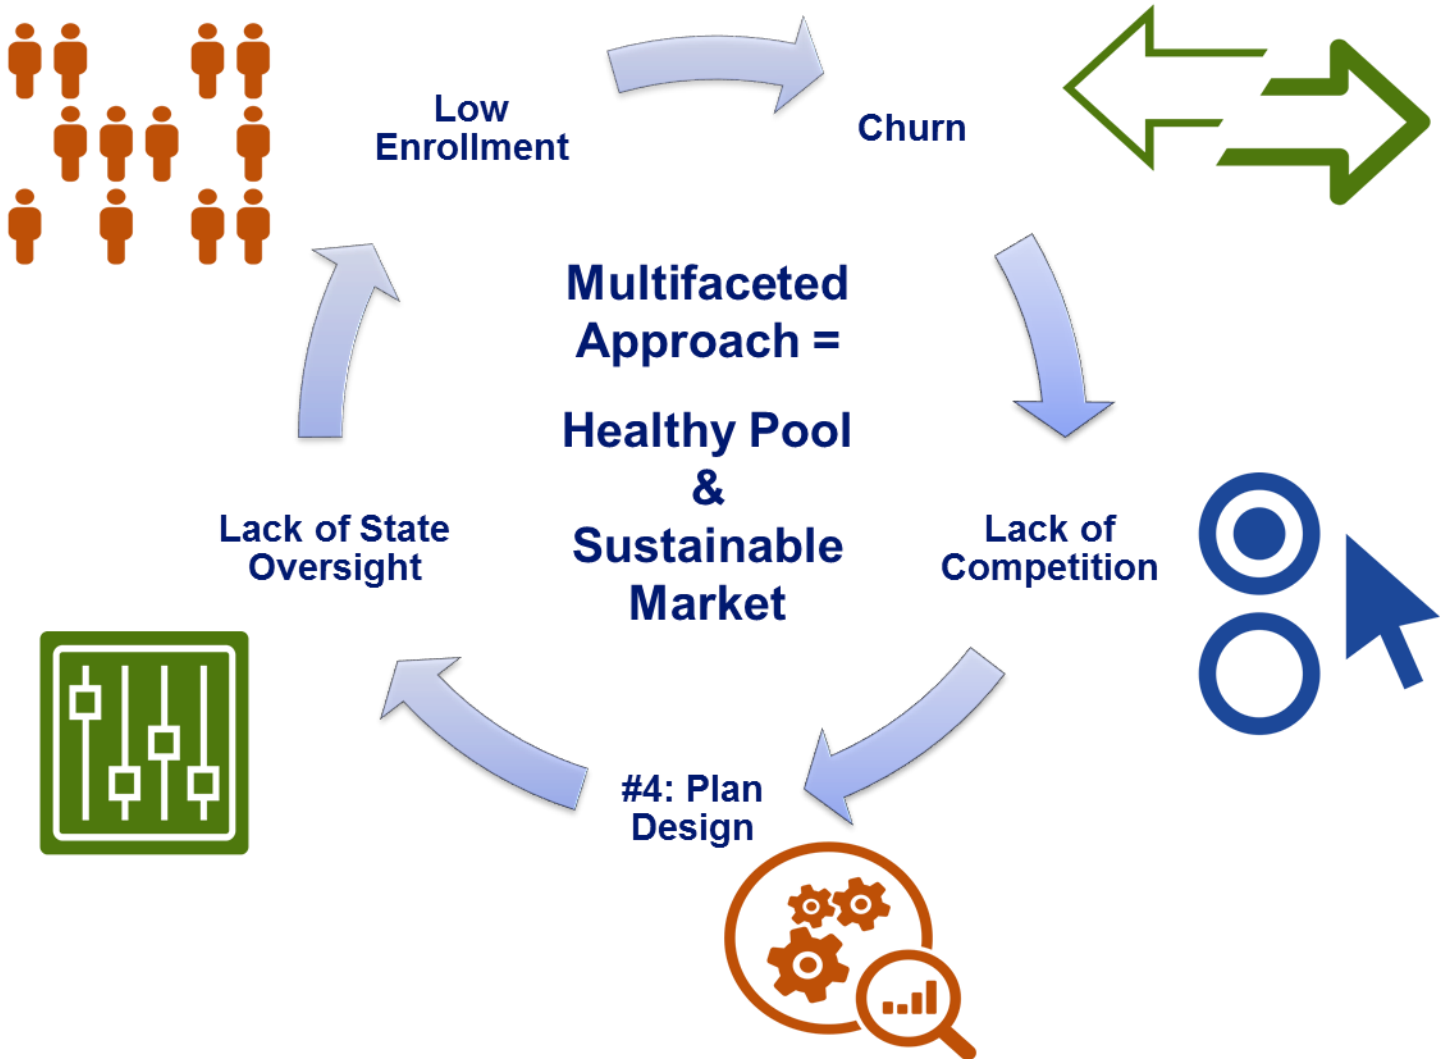 Low
Enrollment
Churn
Multifaceted
Approach =
Healthy Pool
&
Sustainable
Market
Lack of State
Oversight
Lack of
Competition
#4: Plan
Design